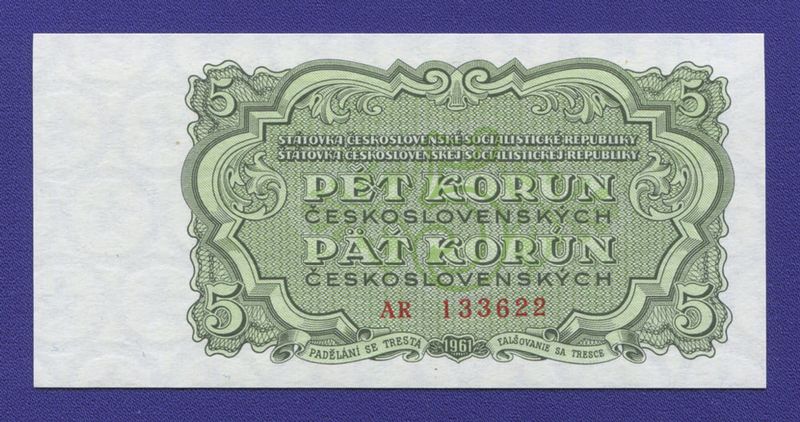 5 5
STÁTOVKA ČESKOSLOVENSKÉ SOCIALISTICKÉ REPUBLIKY
ŠTÁTOVKA ČESKOSLOVENSKEJ SOCIALISTICKEJ REPUBLIKY
PĚT KORUN
ČESKOSLOVENSKÝCH
PÄŤ KORÚN
ČESKOSLOVENSKÝCH
AR 133622
5 5
PADĚLÁNÍ SE TRESTÁ 1961 FALŠOVANIE SA TRESCE